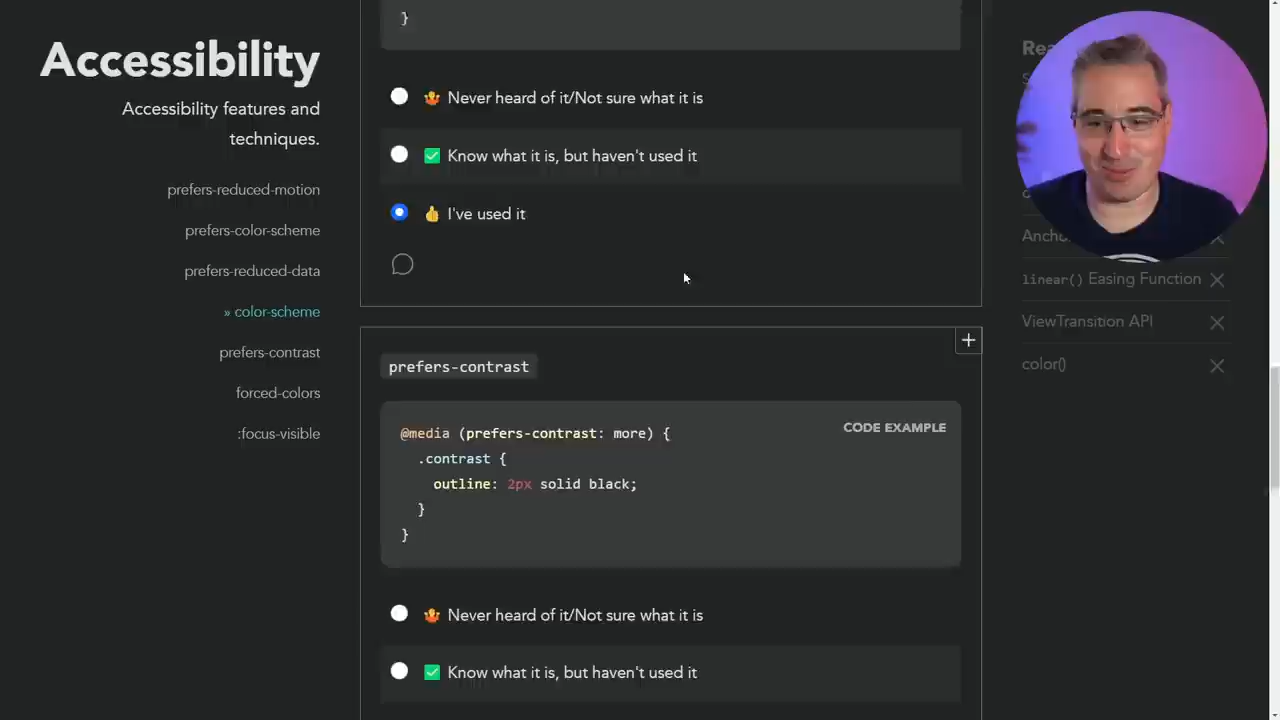 Accessibility
Accessibility features and
techniques.
prefers-reduced-motion
prefers-color-scheme
prefers-reduced-data
» color-scheme
prefers-contrast
forced-colors
:focus-visible
}
Never heard of it/Not sure what it is
Know what it is, but haven't used it
I've used it
prefers-contrast
CODE EXAMPLE
@media (prefers-contrast: more) {
.contrast {
outline: 2px solid black;
}
}
Never heard of it/Not sure what it is
Know what it is, but haven't used it
linear() Easing Function
ViewTransition API
color()